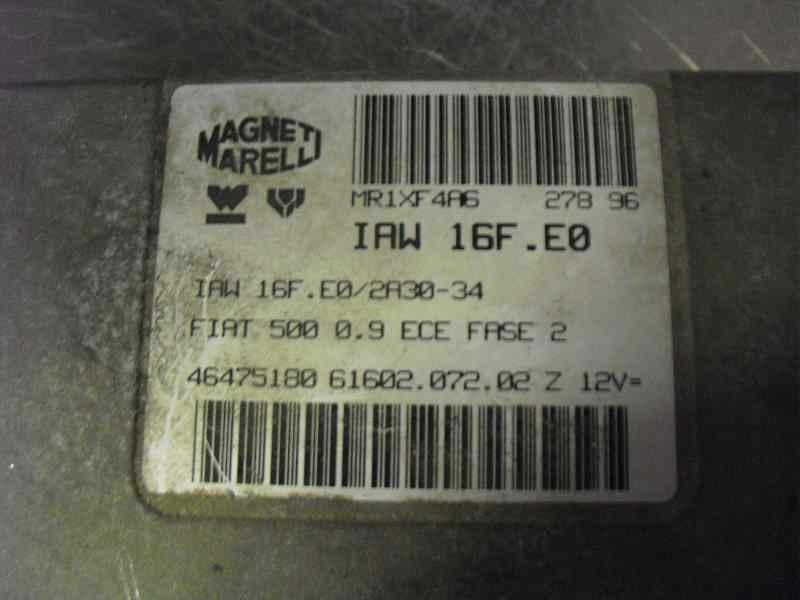 MAGNETI
MARELLI
MR1XF4A6 278 96
IAW 16F.E0
IAW 16F.E0/2A30-34
FIAT 500 0.9 ECE FASE 2
46475180 61602.072.02 Z 12V=